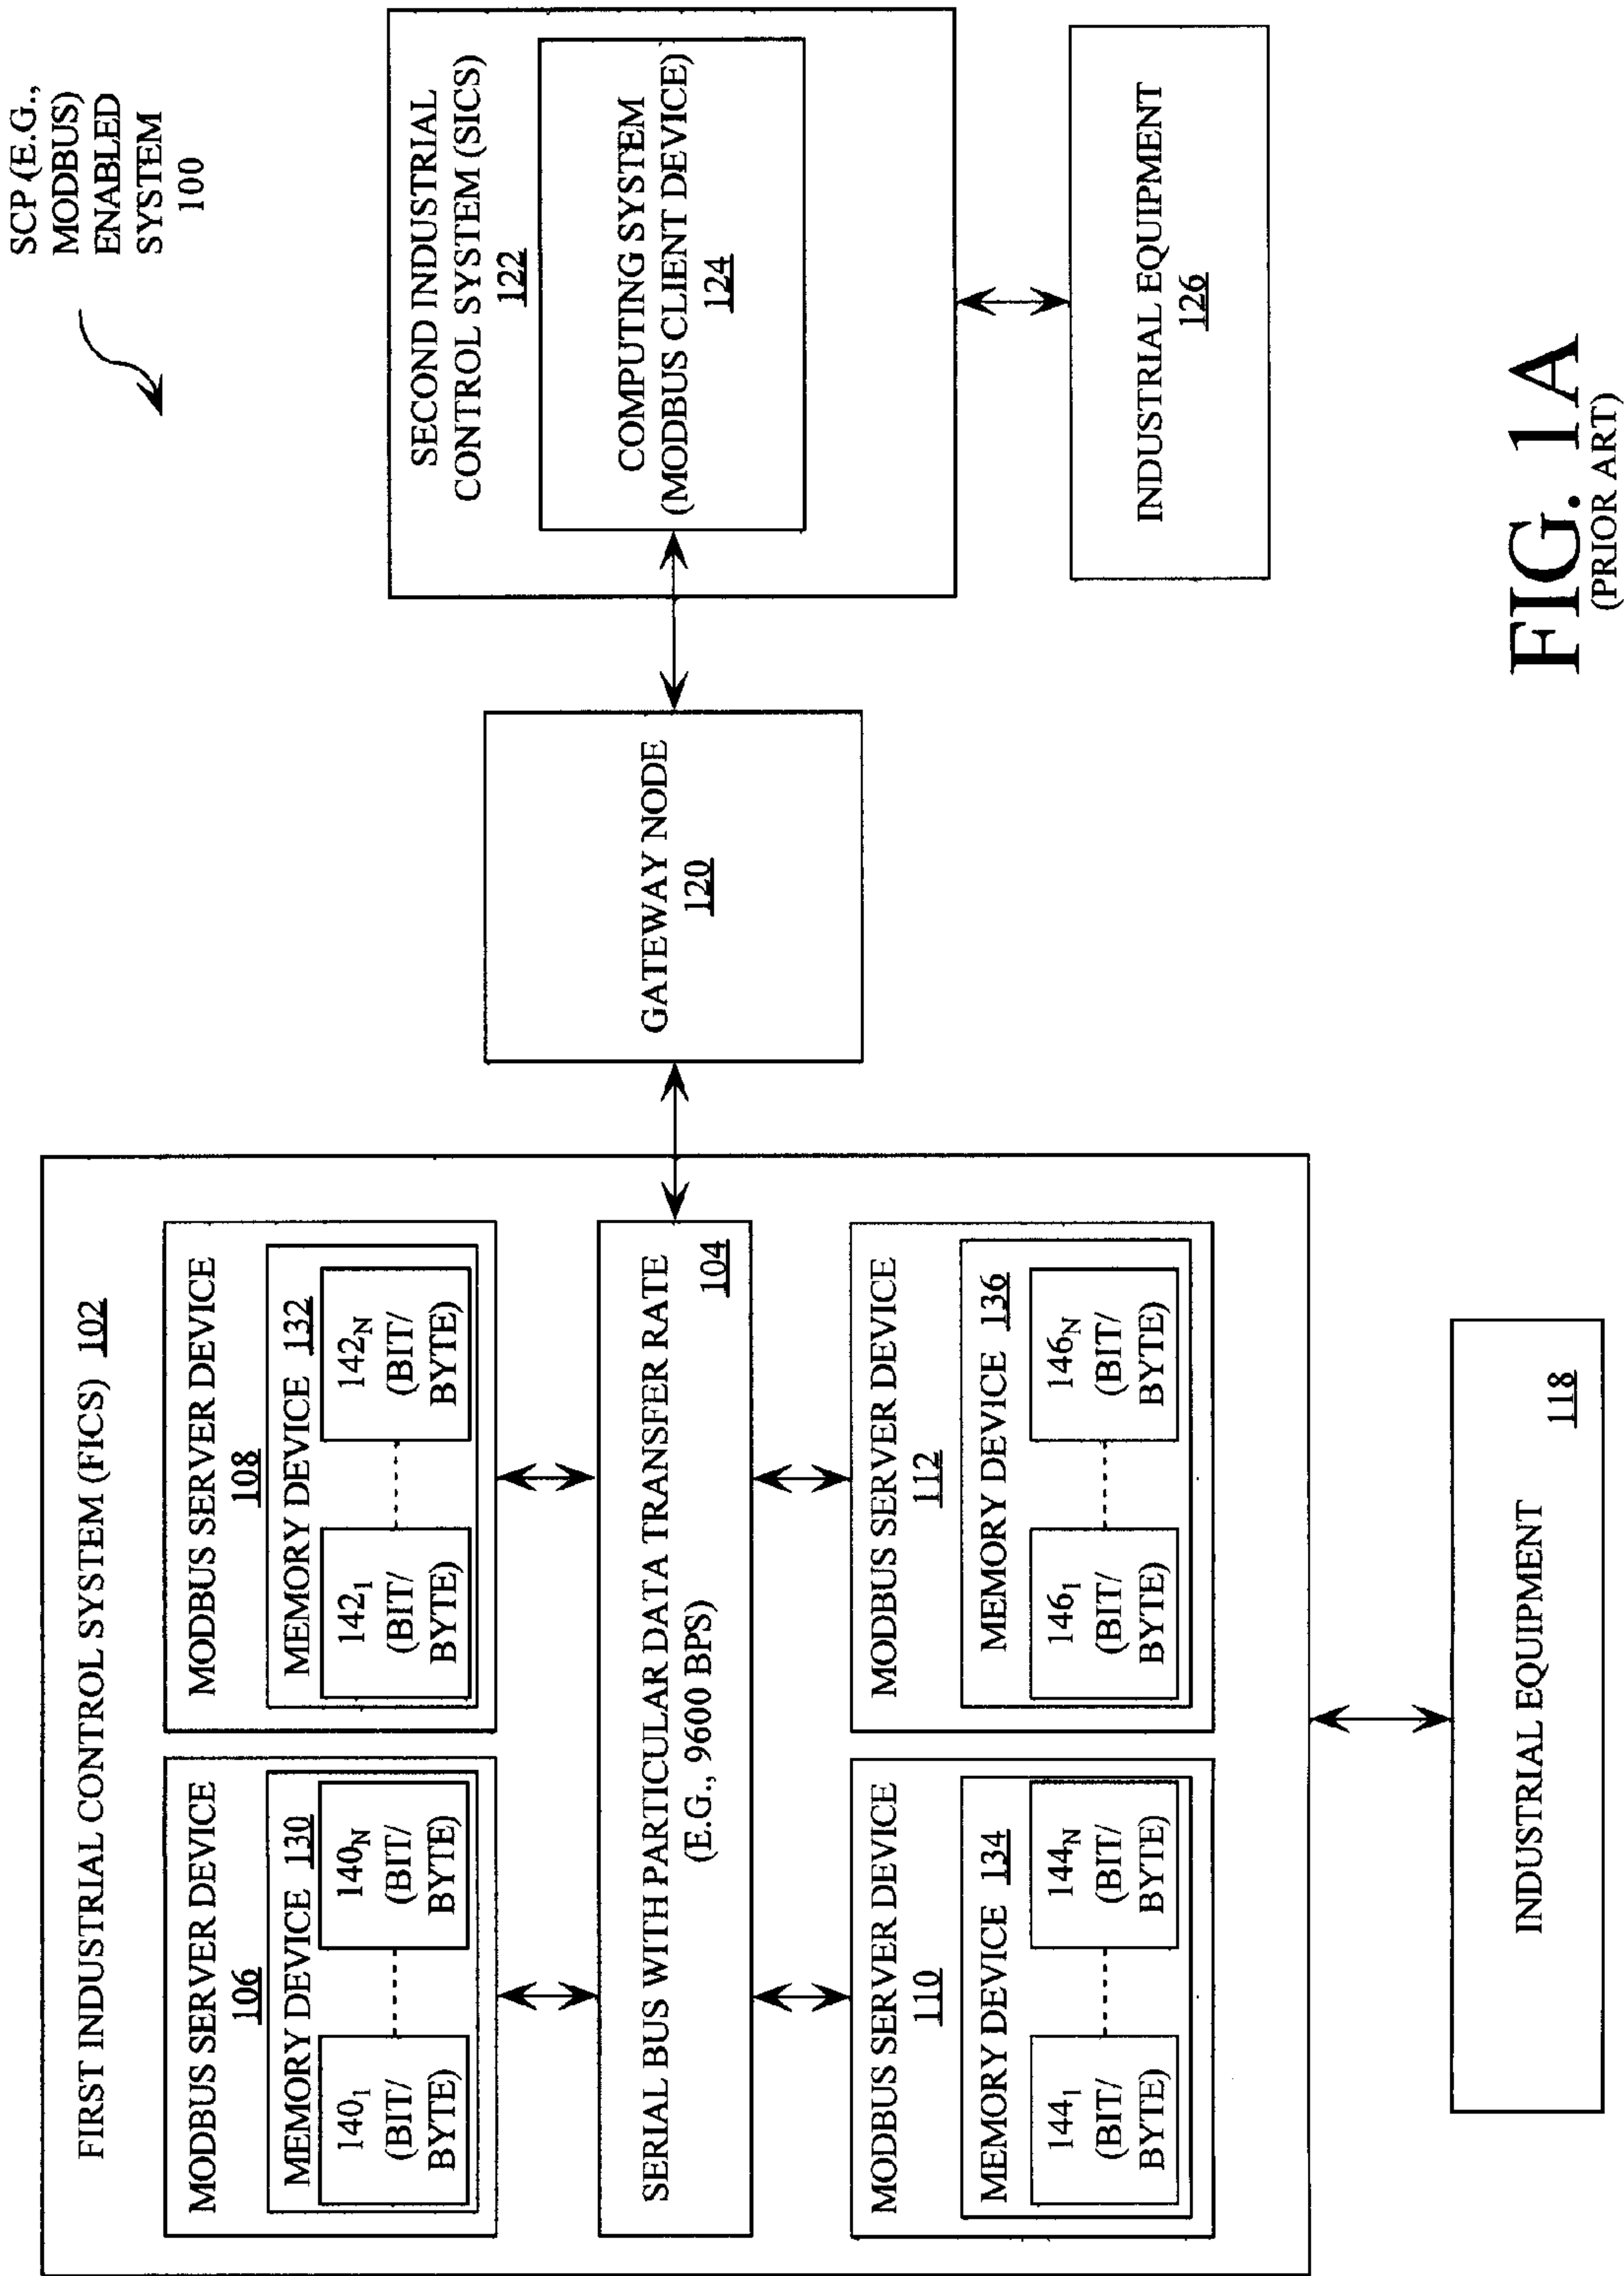 SCP (E.G.,
MODBUS)
ENABLED
SYSTEM
100
FIRST INDUSTRIAL CONTROL SYSTEM (FICS) 102
MODBUS SERVER DEVICE
106
MEMORY DEVICE 130
140₁
(BIT/
BYTE)
140N
(BIT/
BYTE)
MODBUS SERVER DEVICE
108
MEMORY DEVICE 132
142₁
(BIT/
BYTE)
142N
(BIT/
BYTE)
SERIAL BUS WITH PARTICULAR DATA TRANSFER RATE
(E.G., 9600 BPS)
104
MODBUS SERVER DEVICE
110
MEMORY DEVICE 134
144₁
(BIT/
BYTE)
144N
(BIT/
BYTE)
MODBUS SERVER DEVICE
112
MEMORY DEVICE 136
146₁
(BIT/
BYTE)
146N
(BIT/
BYTE)
INDUSTRIAL EQUIPMENT
118
GATEWAY NODE
120
SECOND INDUSTRIAL
CONTROL SYSTEM (SICS)
122
COMPUTING SYSTEM
(MODBUS CLIENT DEVICE)
124
INDUSTRIAL EQUIPMENT
126
FIG. 1A
(PRIOR ART)